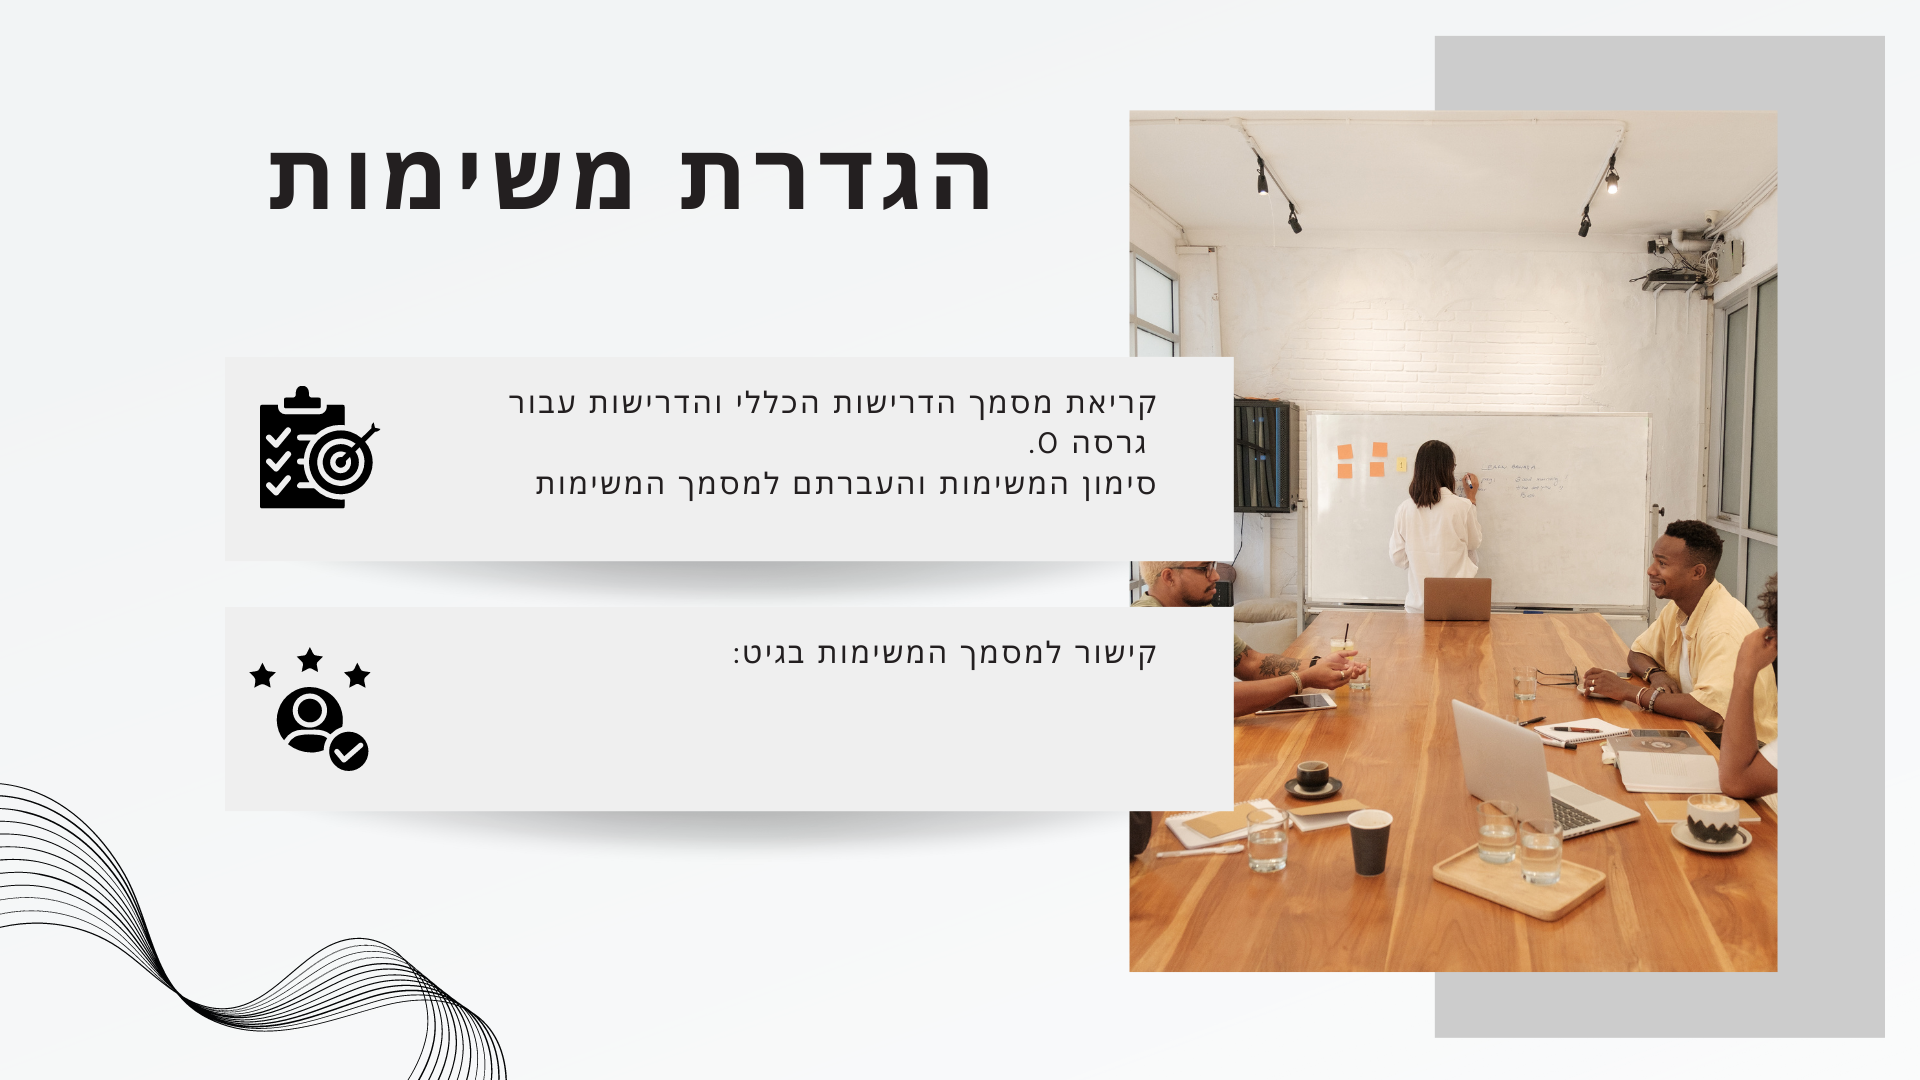 הגדרת משימות
קריאת מסמך הדרישות הכללי והדרישות עבור
גרסה 0.
סימון המשימות והעברתם למסמך המשימות
קישור למסמך המשימות בגיט: